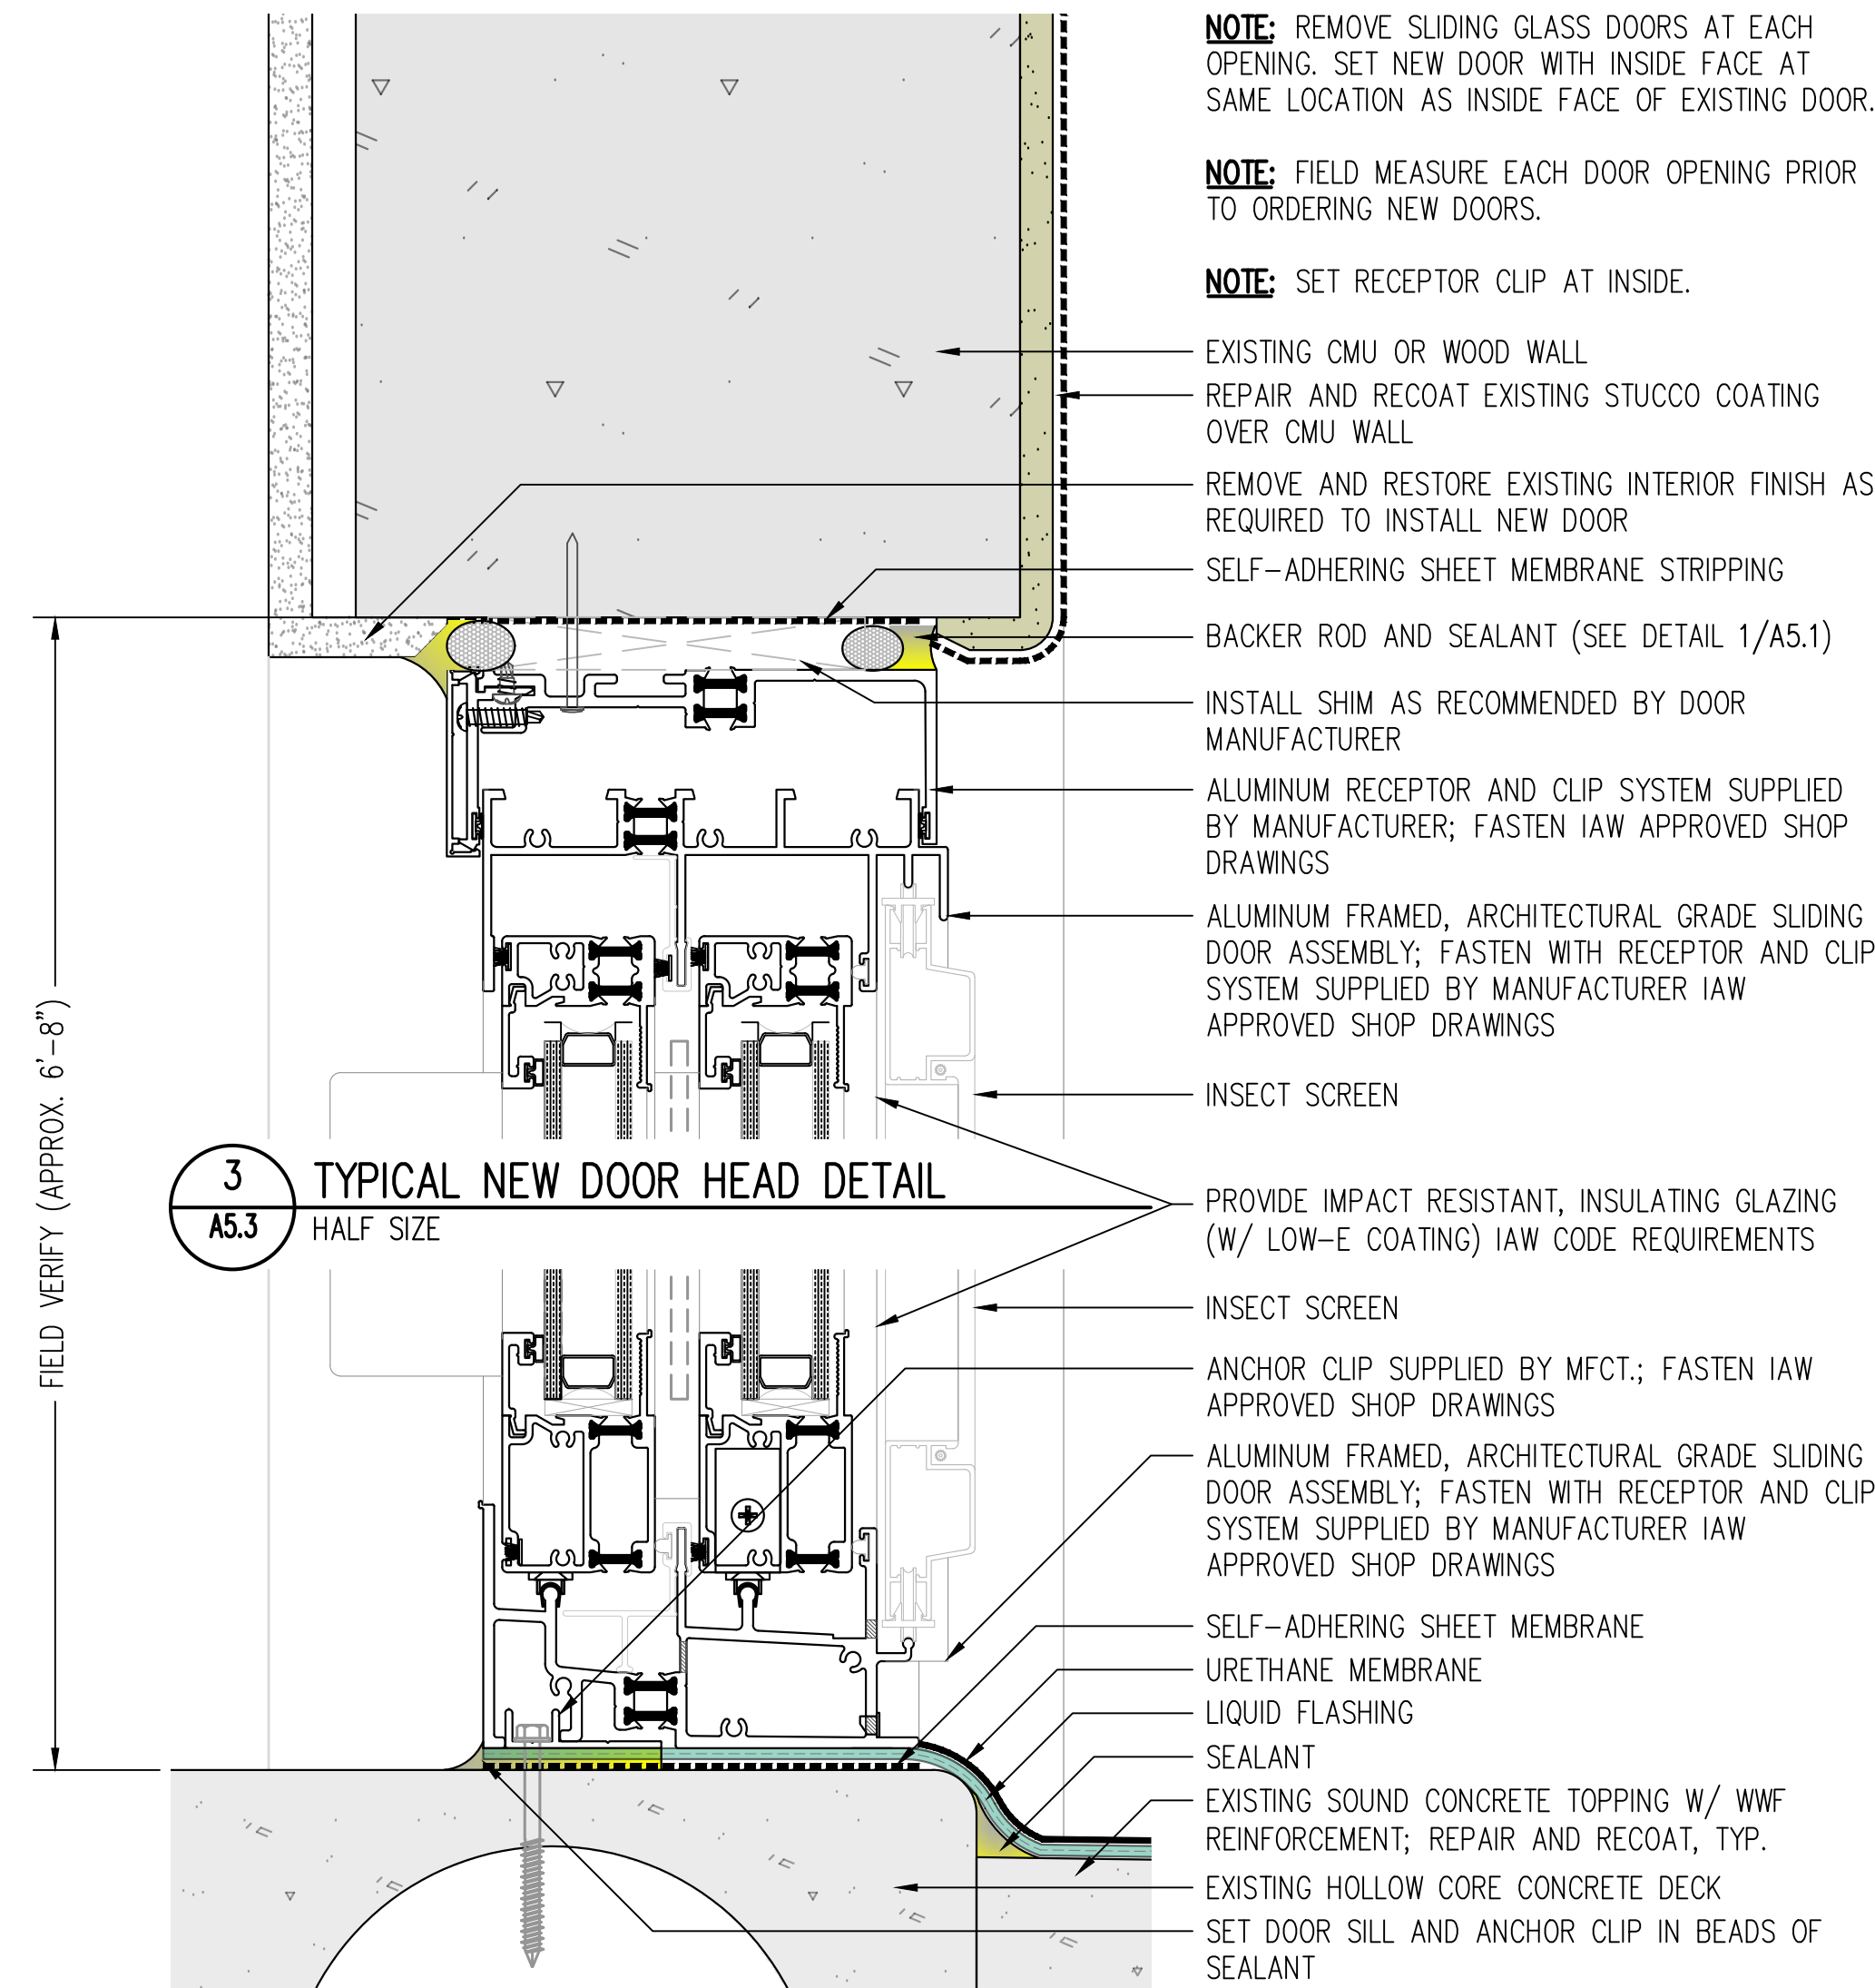 NOTE: REMOVE SLIDING GLASS DOORS AT EACH
OPENING. SET NEW DOOR WITH INSIDE FACE AT
SAME LOCATION AS INSIDE FACE OF EXISTING DOOR.
NOTE: FIELD MEASURE EACH DOOR OPENING PRIOR
TO ORDERING NEW DOORS.
NOTE: SET RECEPTOR CLIP AT INSIDE.
EXISTING CMU OR WOOD WALL
REPAIR AND RECOAT EXISTING STUCCO COATING
OVER CMU WALL
REMOVE AND RESTORE EXISTING INTERIOR FINISH AS
REQUIRED TO INSTALL NEW DOOR
SELF-ADHERING SHEET MEMBRANE STRIPPING
BACKER ROD AND SEALANT (SEE DETAIL 1/A5.1)
INSTALL SHIM AS RECOMMENDED BY DOOR
MANUFACTURER
ALUMINUM RECEPTOR AND CLIP SYSTEM SUPPLIED
BY MANUFACTURER; FASTEN IAW APPROVED SHOP
DRAWINGS
ALUMINUM FRAMED, ARCHITECTURAL GRADE SLIDING
DOOR ASSEMBLY; FASTEN WITH RECEPTOR AND CLIP
SYSTEM SUPPLIED BY MANUFACTURER IAW
APPROVED SHOP DRAWINGS
INSECT SCREEN
FIELD VERIFY (APPROX. 6'-8")
3
A5.3
TYPICAL NEW DOOR HEAD DETAIL
HALF SIZE
PROVIDE IMPACT RESISTANT, INSULATING GLAZING
(W/ LOW-E COATING) IAW CODE REQUIREMENTS
INSECT SCREEN
ANCHOR CLIP SUPPLIED BY MFCT.; FASTEN IAW
APPROVED SHOP DRAWINGS
ALUMINUM FRAMED, ARCHITECTURAL GRADE SLIDING
DOOR ASSEMBLY; FASTEN WITH RECEPTOR AND CLIP
SYSTEM SUPPLIED BY MANUFACTURER IAW
APPROVED SHOP DRAWINGS
SELF-ADHERING SHEET MEMBRANE
URETHANE MEMBRANE
LIQUID FLASHING
SEALANT
EXISTING SOUND CONCRETE TOPPING W/ WWF
REINFORCEMENT; REPAIR AND RECOAT, TYP.
EXISTING HOLLOW CORE CONCRETE DECK
SET DOOR SILL AND ANCHOR CLIP IN BEADS OF
SEALANT